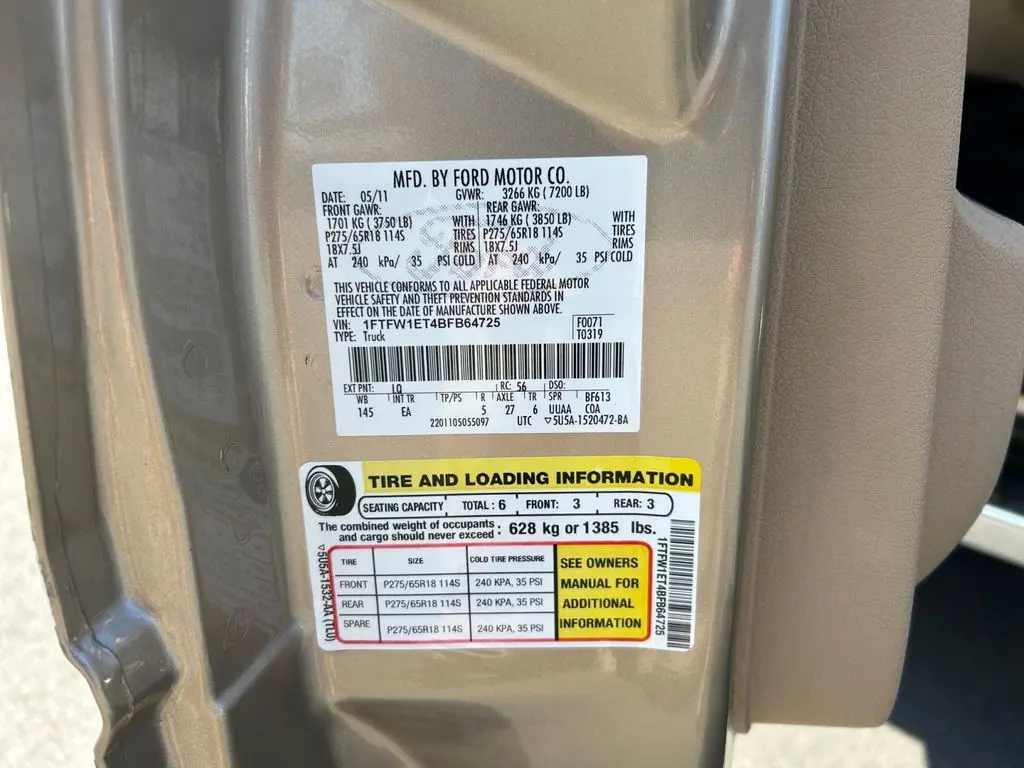 MFD. BY FORD MOTOR CO.
DATE: 05/11 GVWR: 3266 KG ( 7200 LB)
FRONT GAWR: REAR GAWR:
1701 KG ( 3750 LB) WITH 1746 KG ( 3850 LB) WITH
P275/65R18 114S TIRES P275/65R18 114S TIRES
18X7.5J RIMS 18X7.5J RIMS
AT 240 kPa/ 35 PSI COLD AT 240 kPa/ 35 PSI COLD
THIS VEHICLE CONFORMS TO ALL APPLICABLE FEDERAL MOTOR
VEHICLE SAFETY AND THEFT PREVENTION STANDARDS IN
EFFECT ON THE DATE OF MANUFACTURE SHOWN ABOVE.
VIN: 1FTFW1ET4BFB64725 F0071
TYPE: Truck T0319
EXT PNT: LQ RC: 56 DSO:
WB INT TR TP/PS R AXLE TR SPR BF613
145 EA 5 27 6 UUAA COA
2201105055097 UTC ▽5U5A-1520472-BA
TIRE AND LOADING INFORMATION
SEATING CAPACITY TOTAL : 6 FRONT: 3 REAR: 3
The combined weight of occupants
and cargo should never exceed : 628 kg or 1385 lbs.
TIRE SIZE COLD TIRE PRESSURE
FRONT P275/65R18 114S 240 KPA, 35 PSI
REAR P275/65R18 114S 240 KPA, 35 PSI
SPARE P275/65R18 114S 240 KPA, 35 PSI
SEE OWNERS
MANUAL FOR
ADDITIONAL
INFORMATION
▽5U5A-1532-AA (TLU)
1FTFW1ET4BFB64725